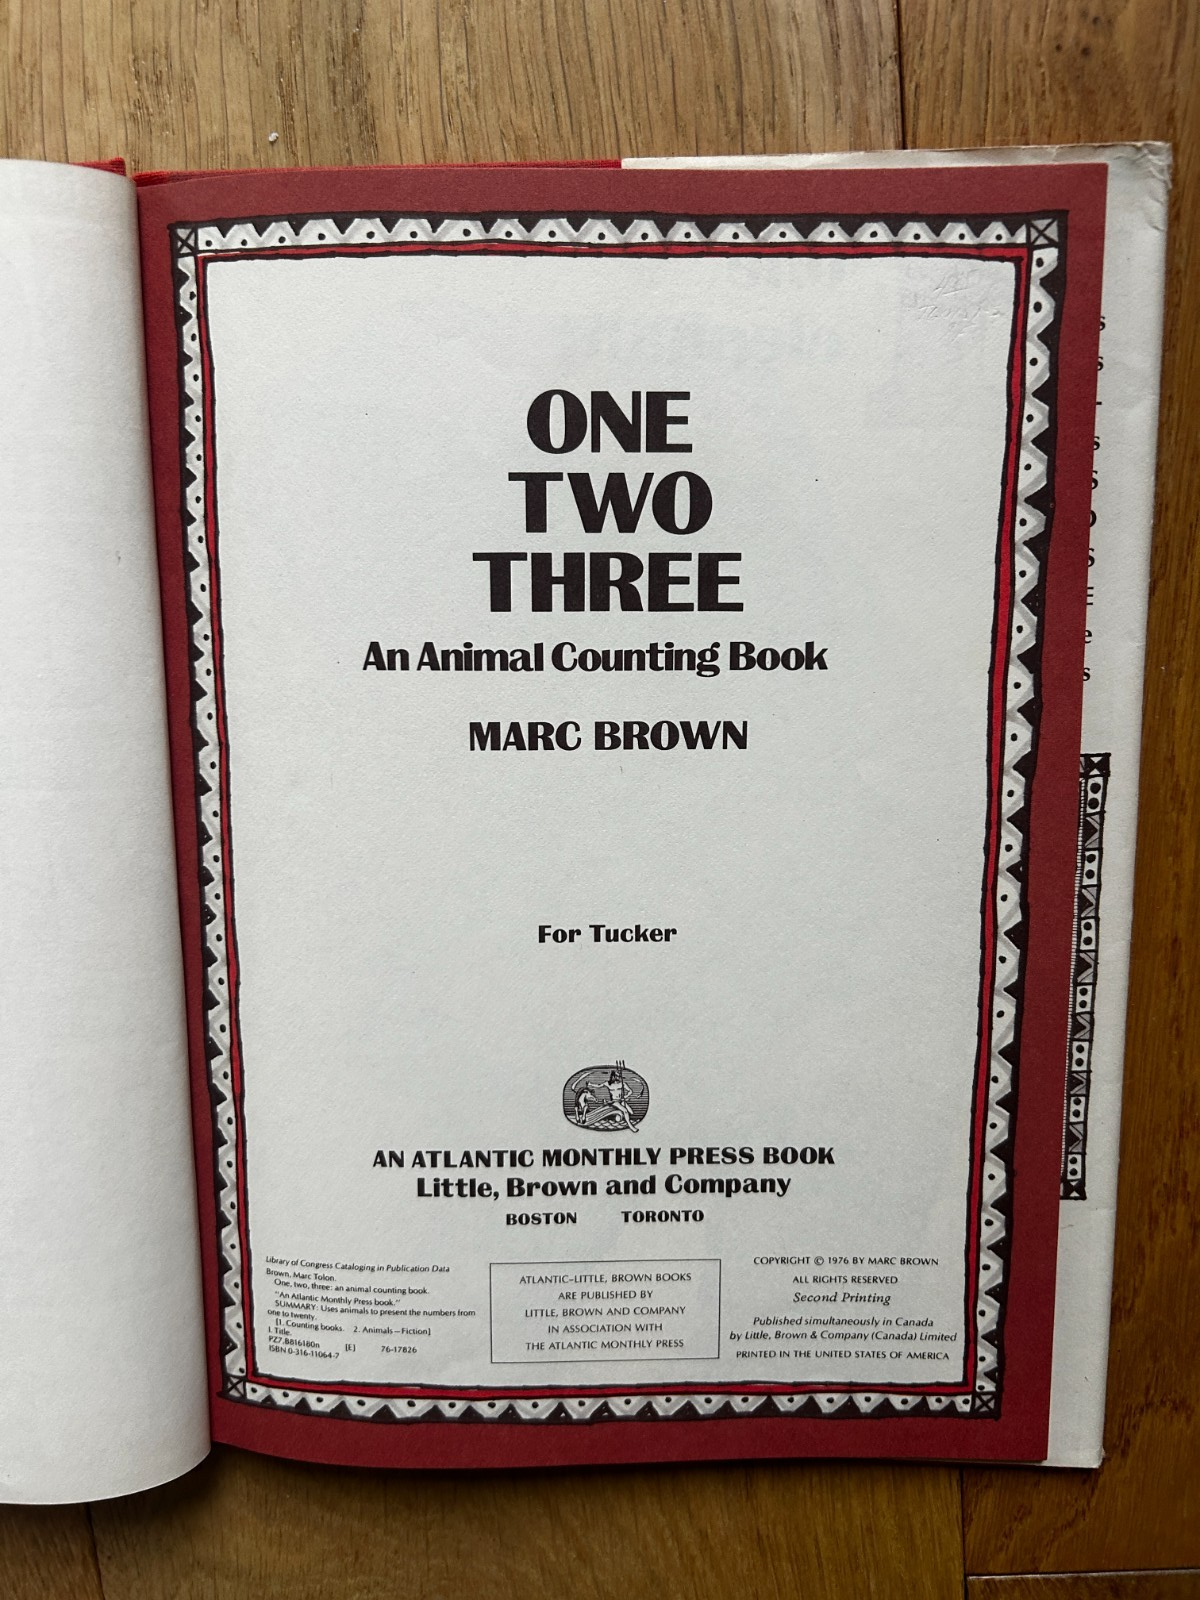 ONE
TWO
THREE
An Animal Counting Book
MARC BROWN
For Tucker
AN ATLANTIC MONTHLY PRESS BOOK
Little, Brown and Company
BOSTON TORONTO
Library of Congress Cataloging in Publication Data
Brown, Marc Tolon.
One, two, three: an animal counting book.
"An Atlantic Monthly Press book."
SUMMARY: Uses animals to present the numbers from
one to twenty.
[1. Counting books. 2. Animals—Fiction]
I. Title.
PZ7.B816180n [E] 76-17826
ISBN 0-316-11064-7
ATLANTIC–LITTLE, BROWN BOOKS
ARE PUBLISHED BY
LITTLE, BROWN AND COMPANY
IN ASSOCIATION WITH
THE ATLANTIC MONTHLY PRESS
COPYRIGHT © 1976 BY MARC BROWN
ALL RIGHTS RESERVED
Second Printing
Published simultaneously in Canada
by Little, Brown & Company (Canada) Limited
PRINTED IN THE UNITED STATES OF AMERICA